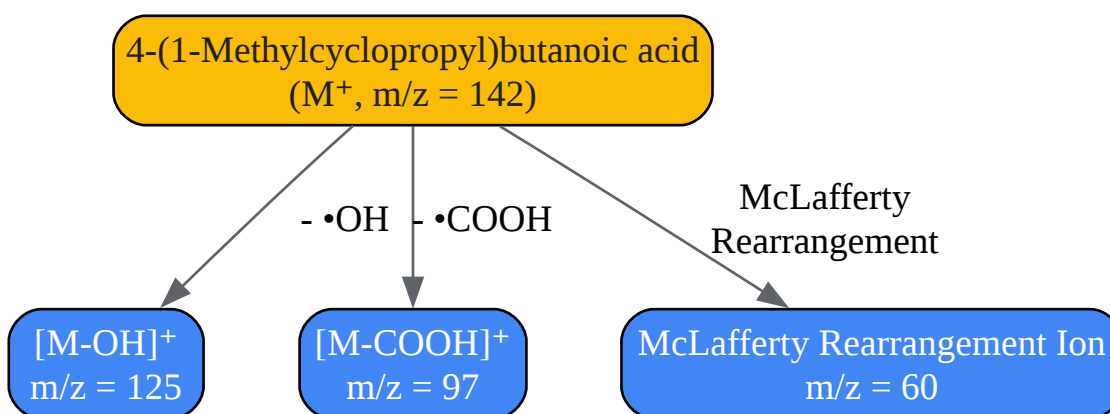 4-(1-Methylcyclopropyl)butanoic acid
(M⁺, m/z = 142)
- •OH
- •COOH
McLafferty
Rearrangement
[M-OH]⁺
m/z = 125
[M-COOH]⁺
m/z = 97
McLafferty Rearrangement Ion
m/z = 60